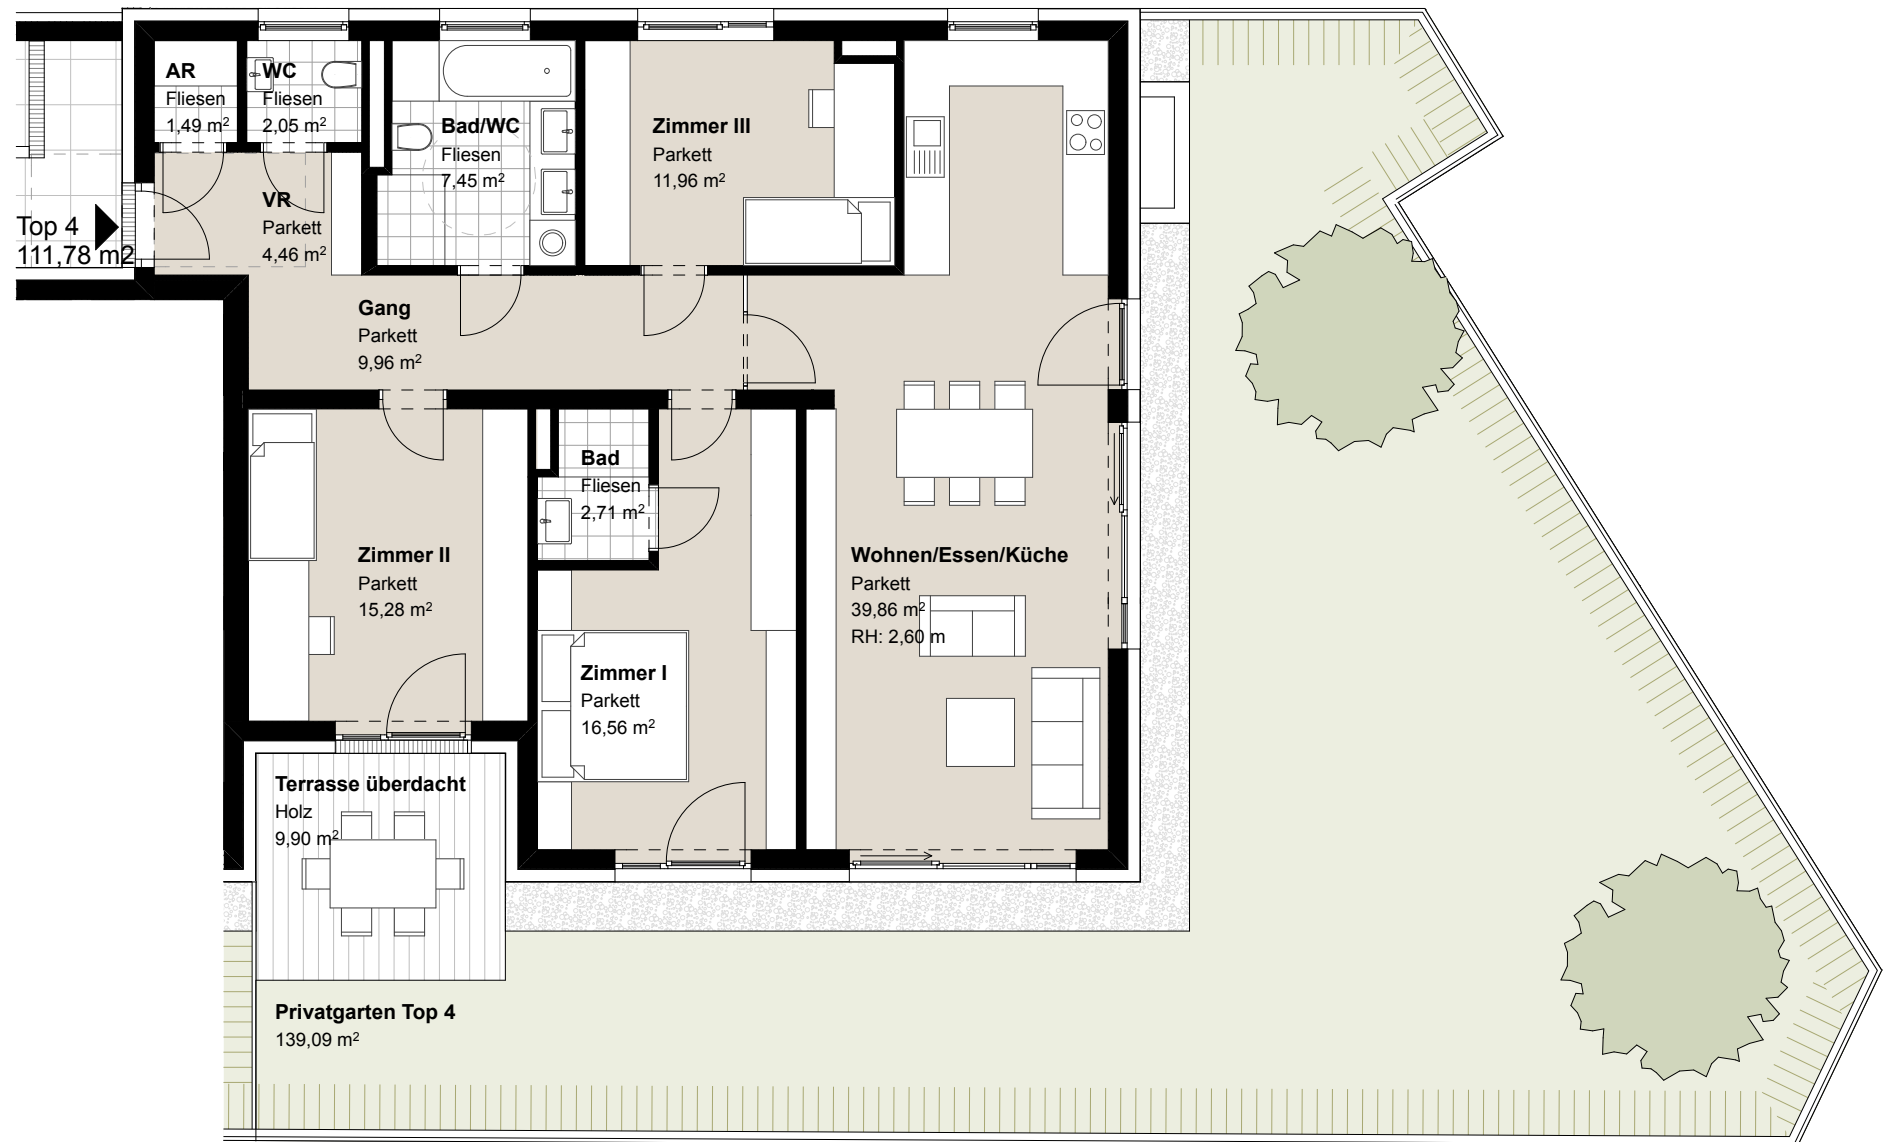 AR
Fliesen
1,49 m²
WC
Fliesen
2,05 m²
Bad/WC
Fliesen
7,45 m²
Zimmer III
Parkett
11,96 m²
VR
Parkett
4,46 m²
Top 4
111,78 m2
Gang
Parkett
9,96 m²
Bad
Fliesen
2,71 m²
Zimmer II
Parkett
15,28 m²
Wohnen/Essen/Küche
Parkett
39,86 m²
RH: 2,60 m
Zimmer I
Parkett
16,56 m²
Terrasse überdacht
Holz
9,90 m²
Privatgarten Top 4
139,09 m²